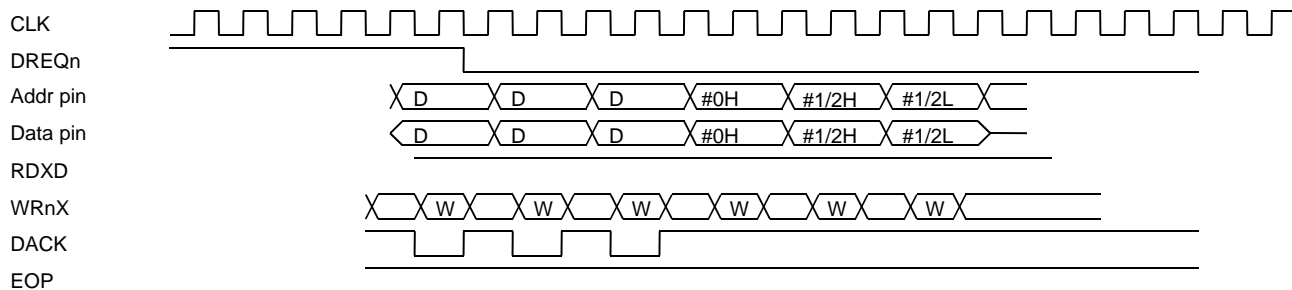 CLK
DREQn
Addr pin D D D #0H #1/2H #1/2L
Data pin D D D #0H #1/2H #1/2L
RDXD
WRnX W W W W W W
DACK
EOP